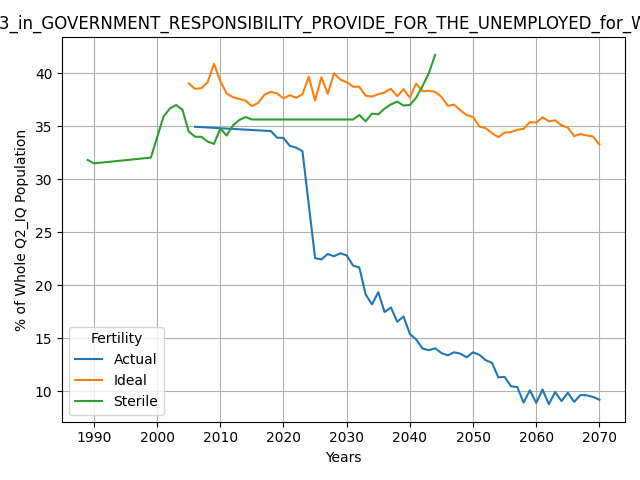 3_in_GOVERNMENT_RESPONSIBILITY_PROVIDE_FOR_THE_UNEMPLOYED_for_W
% of Whole Q2_IQ Population
40
35
30
25
20
15
10
Fertility
Actual
Ideal
Sterile
1990 2000 2010 2020 2030 2040 2050 2060 2070
Years